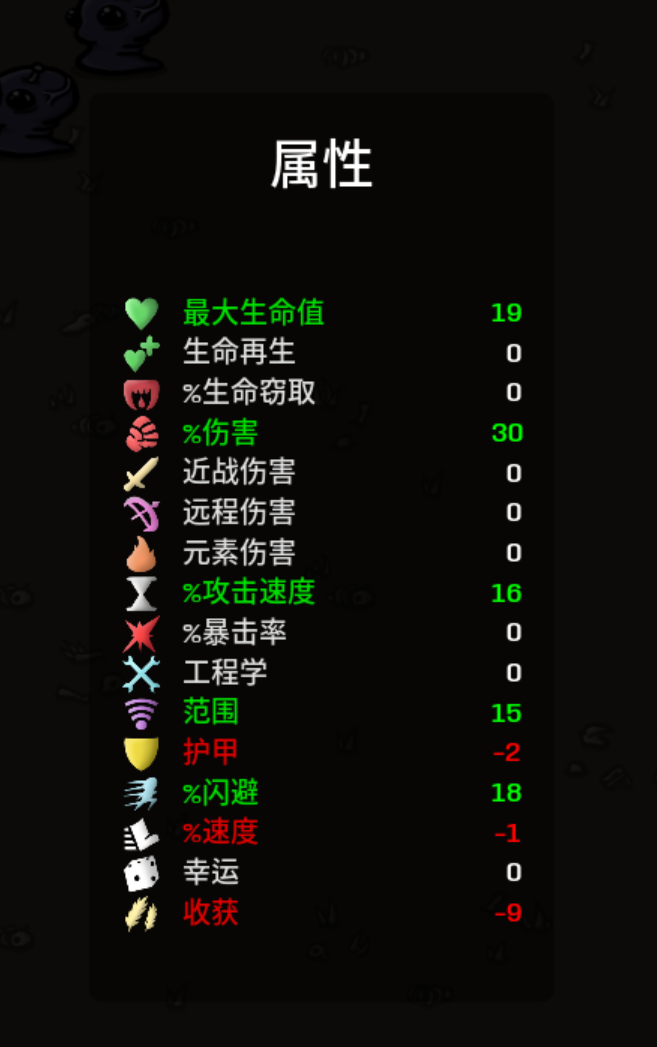 属性
最大生命值 19
生命再生 0
%生命窃取 0
%伤害 30
近战伤害 0
远程伤害 0
元素伤害 0
%攻击速度 16
%暴击率 0
工程学 0
范围 15
护甲 -2
%闪避 18
%速度 -1
幸运 0
收获 -9